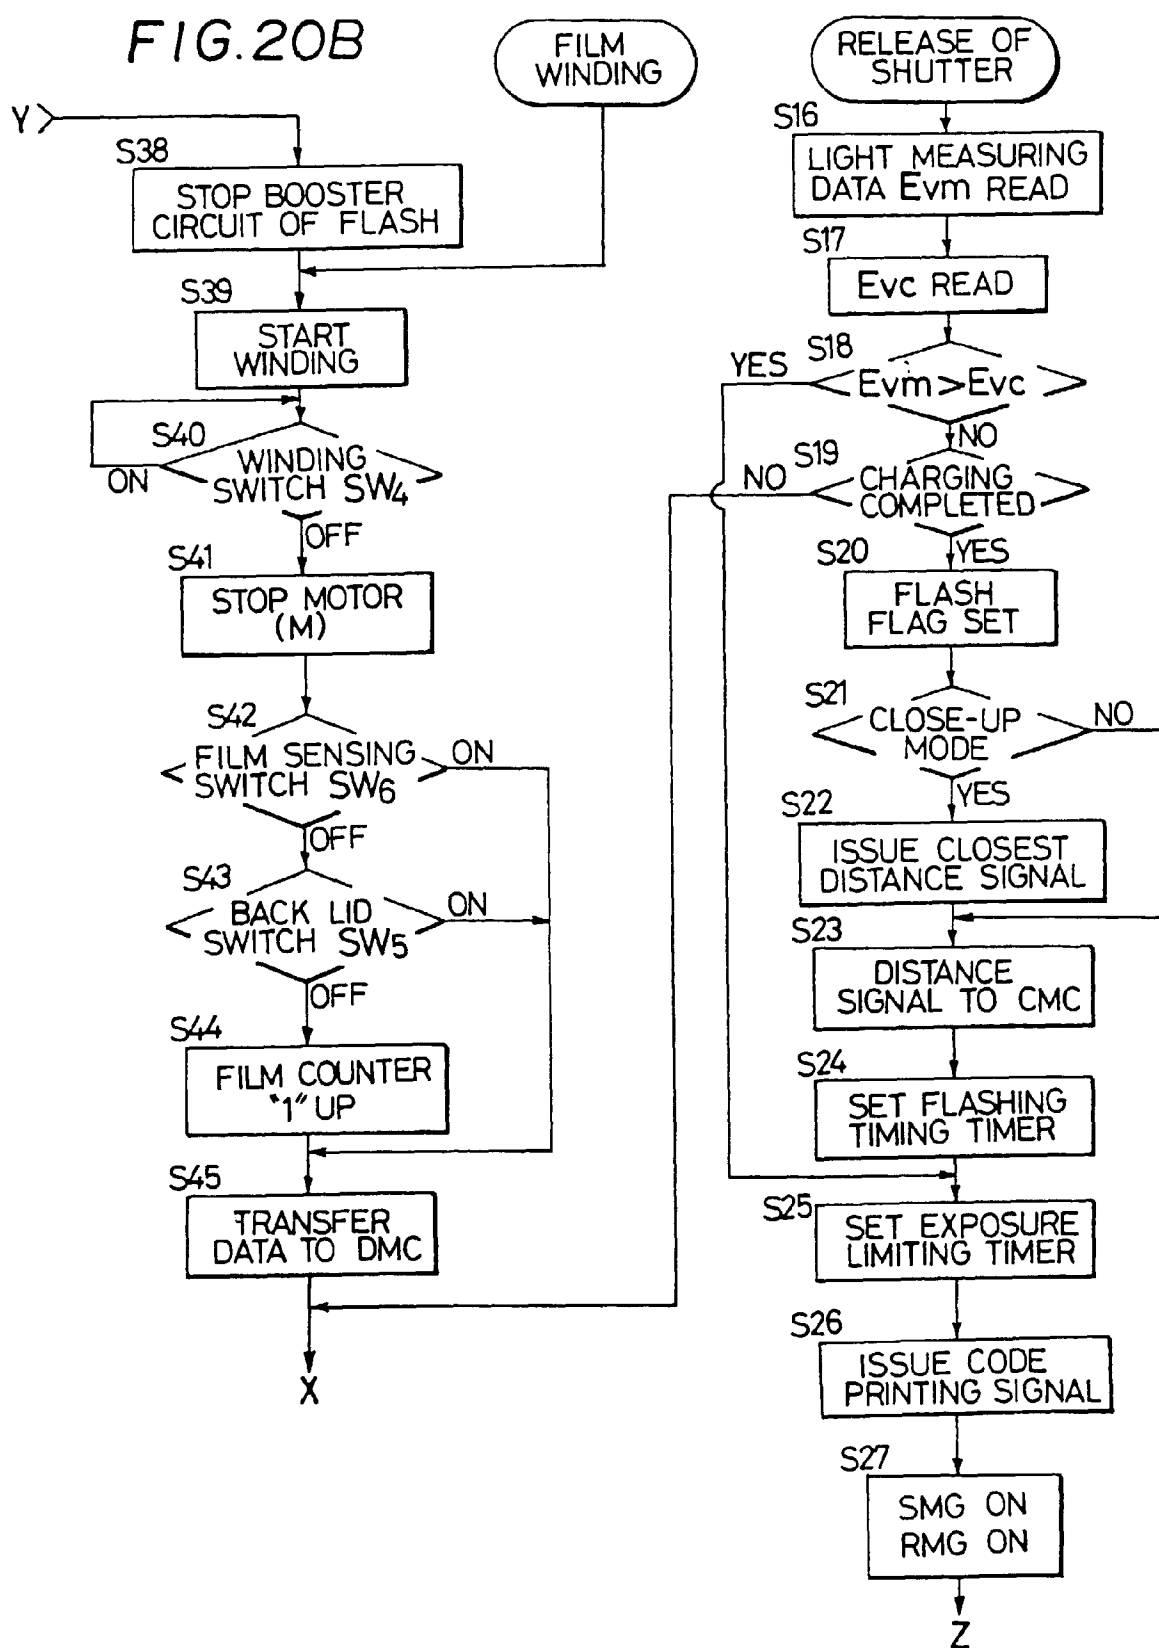 FIG.20B
FILM
WINDING
Y
S38
STOP BOOSTER
CIRCUIT OF FLASH
S39
START
WINDING
S40
WINDING
SWITCH SW4
ON
OFF
S41
STOP MOTOR
(M)
S42
FILM SENSING
SWITCH SW6
ON
OFF
S43
BACK LID
SWITCH SW5
ON
OFF
S44
FILM COUNTER
"1" UP
S45
TRANSFER
DATA TO DMC
X
RELEASE OF
SHUTTER
S16
LIGHT MEASURING
DATA Evm READ
S17
Evc READ
S18
YES
Evm > Evc
NO
S19
NO
CHARGING
COMPLETED
YES
S20
FLASH
FLAG SET
S21
CLOSE-UP
MODE
NO
YES
S22
ISSUE CLOSEST
DISTANCE SIGNAL
S23
DISTANCE
SIGNAL TO CMC
S24
SET FLASHING
TIMING TIMER
S25
SET EXPOSURE
LIMITING TIMER
S26
ISSUE CODE
PRINTING SIGNAL
S27
SMG ON
RMG ON
Z